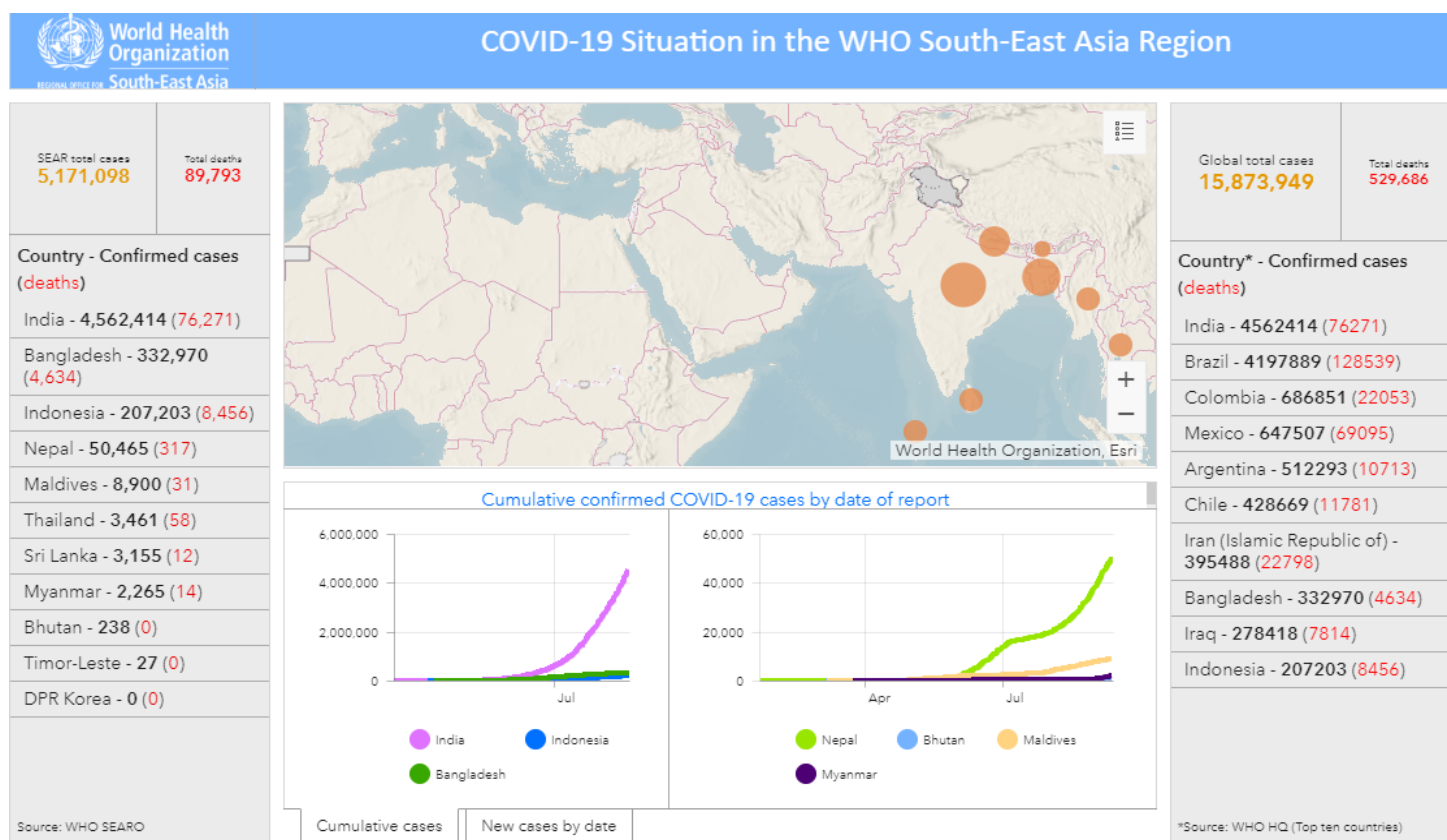 World Health
Organization
REGIONAL OFFICE FOR South-East Asia
COVID-19 Situation in the WHO South-East Asia Region
SEAR total cases
5,171,098
Total deaths
89,793
Country - Confirmed cases
(deaths)
India - 4,562,414 (76,271)
Bangladesh - 332,970
(4,634)
Indonesia - 207,203 (8,456)
Nepal - 50,465 (317)
Maldives - 8,900 (31)
Thailand - 3,461 (58)
Sri Lanka - 3,155 (12)
Myanmar - 2,265 (14)
Bhutan - 238 (0)
Timor-Leste - 27 (0)
DPR Korea - 0 (0)
Source: WHO SEARO
+
−
World Health Organization, Esri
Cumulative confirmed COVID-19 cases by date of report
6,000,000
4,000,000
2,000,000
0
Jul
India
Indonesia
Bangladesh
60,000
40,000
20,000
0
Apr
Jul
Nepal
Bhutan
Maldives
Myanmar
Cumulative cases
New cases by date
Global total cases
15,873,949
Total deaths
529,686
Country* - Confirmed cases
(deaths)
India - 4562414 (76271)
Brazil - 4197889 (128539)
Colombia - 686851 (22053)
Mexico - 647507 (69095)
Argentina - 512293 (10713)
Chile - 428669 (11781)
Iran (Islamic Republic of) -
395488 (22798)
Bangladesh - 332970 (4634)
Iraq - 278418 (7814)
Indonesia - 207203 (8456)
*Source: WHO HQ (Top ten countries)